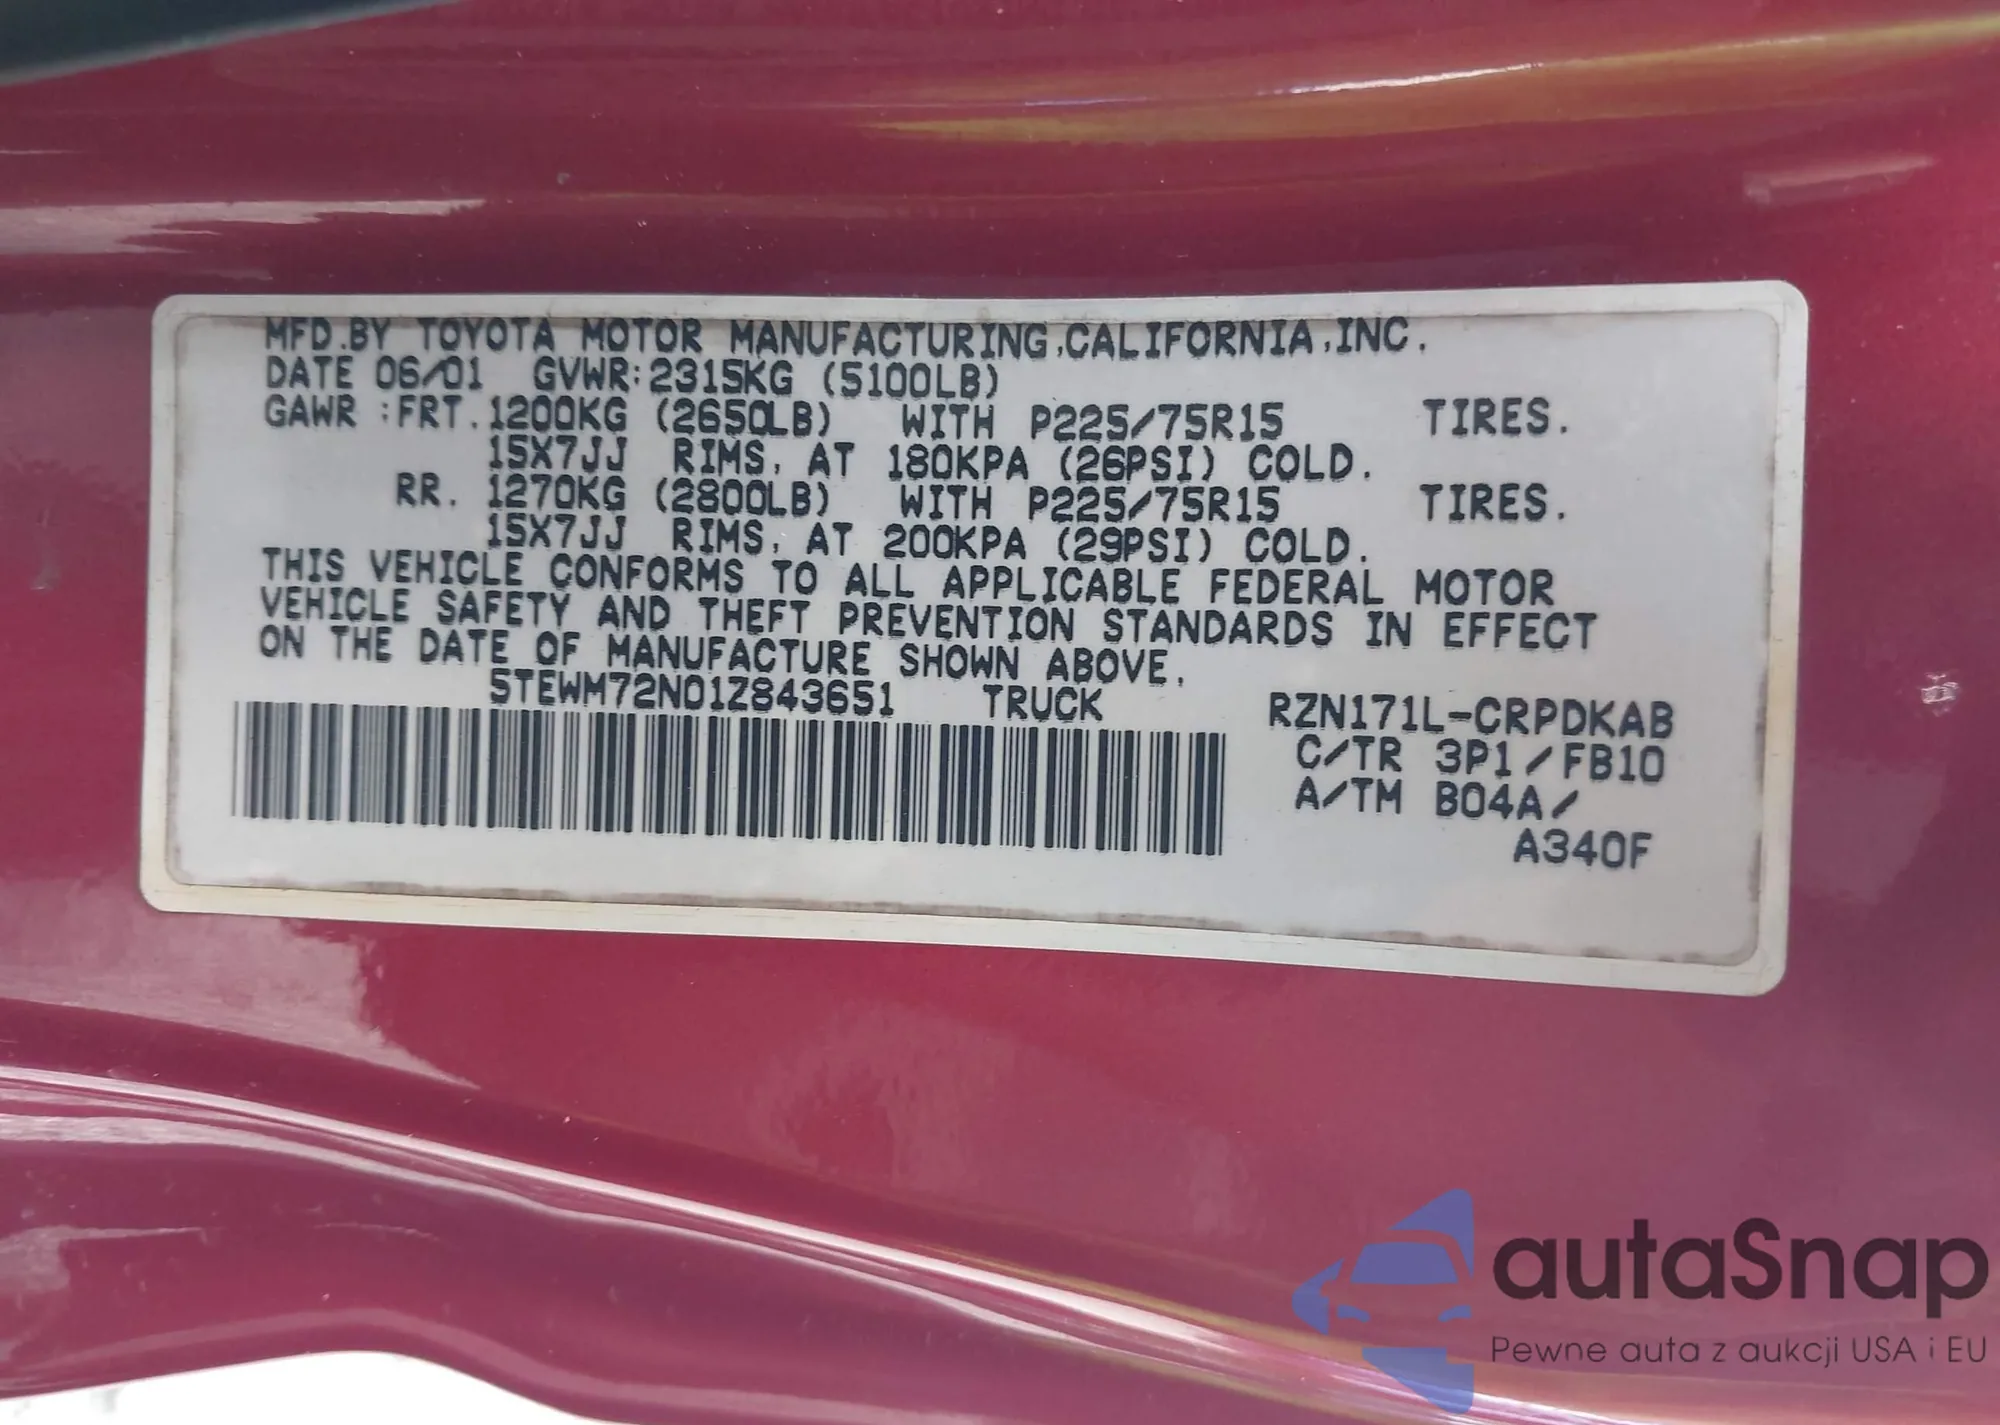 MFD.BY TOYOTA MOTOR MANUFACTURING,CALIFORNIA,INC.
DATE 06/01 GVWR:2315KG (5100LB)
GAWR :FRT.1200KG (2650LB) WITH P225/75R15 TIRES.
15X7JJ RIMS, AT 180KPA (26PSI) COLD.
RR. 1270KG (2800LB) WITH P225/75R15 TIRES.
15X7JJ RIMS, AT 200KPA (29PSI) COLD.
THIS VEHICLE CONFORMS TO ALL APPLICABLE FEDERAL MOTOR
VEHICLE SAFETY AND THEFT PREVENTION STANDARDS IN EFFECT
ON THE DATE OF MANUFACTURE SHOWN ABOVE.
5TEWM72N01Z843651 TRUCK RZN171L-CRPDKAB
C/TR 3P1/FB10
A/TM B04A/
A340F
autaSnap
Pewne auta z aukcji USA i EU